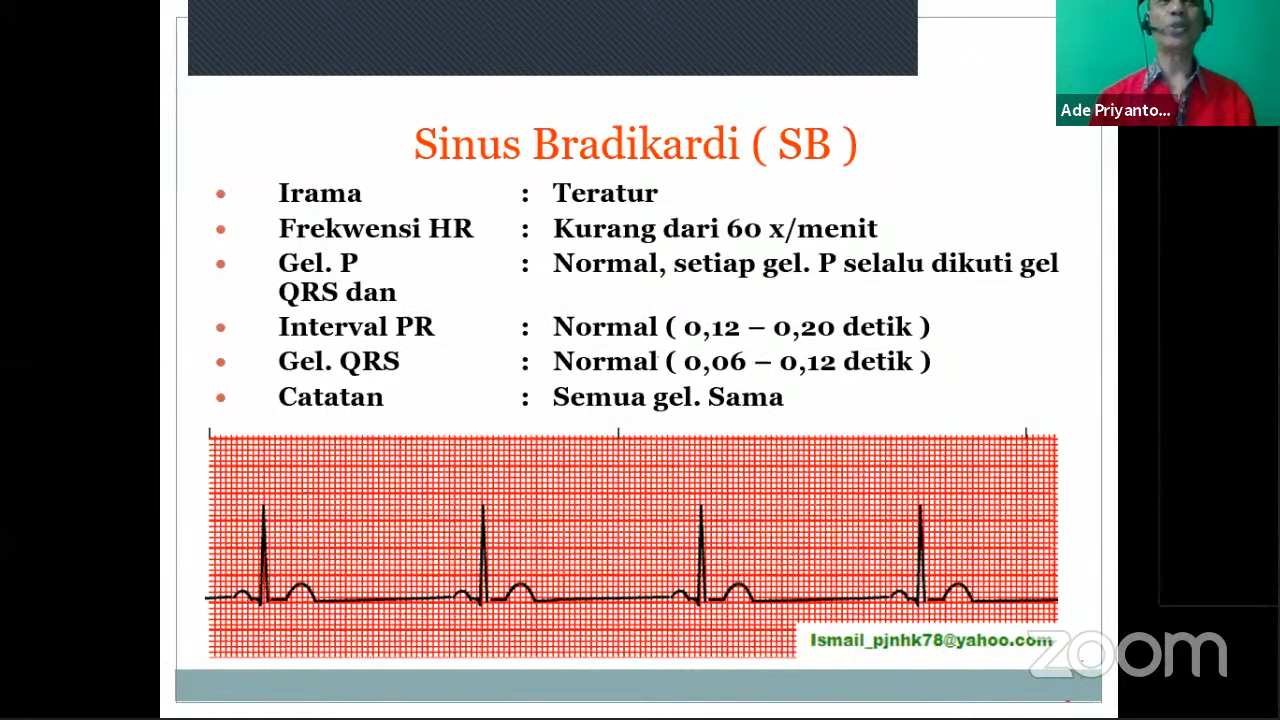 Ade Priyanto...
Sinus Bradikardi ( SB )
• Irama : Teratur
• Frekwensi HR : Kurang dari 60 x/menit
• Gel. P : Normal, setiap gel. P selalu dikuti gel
QRS dan
• Interval PR : Normal ( 0,12 – 0,20 detik )
• Gel. QRS : Normal ( 0,06 – 0,12 detik )
• Catatan : Semua gel. Sama
Ismail_pjnhk78@yahoo.com
zoom